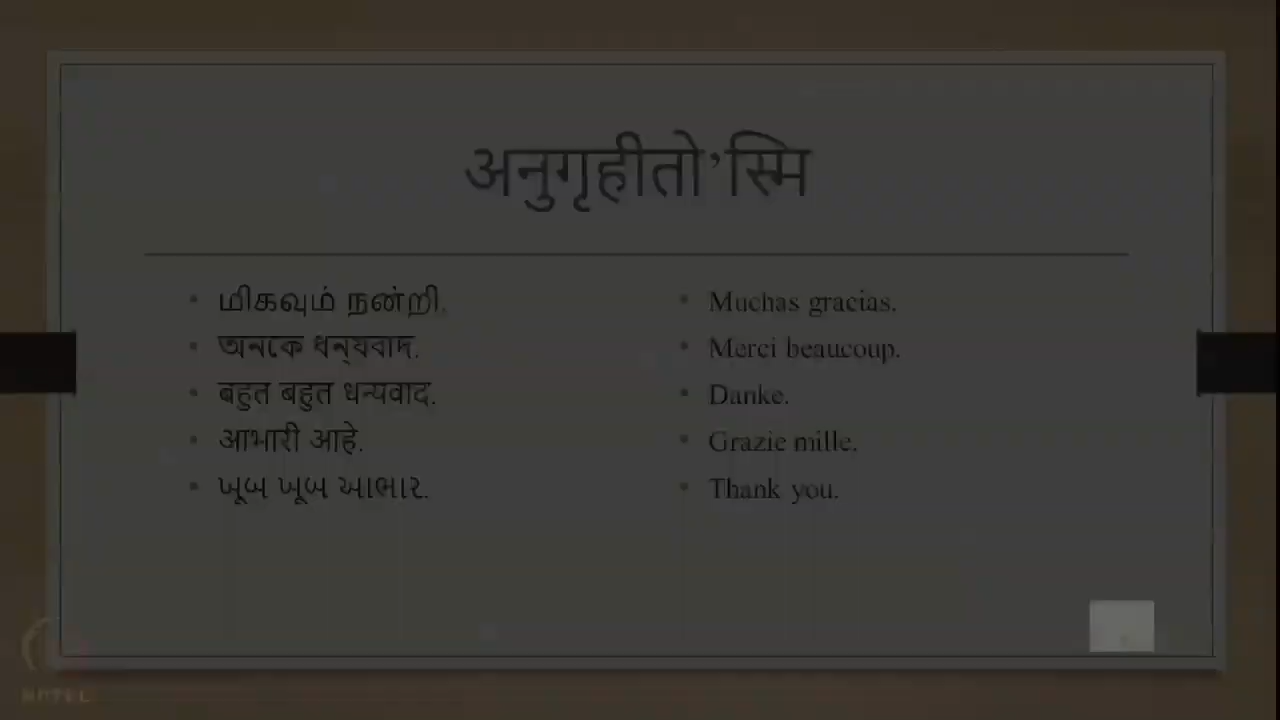 अनुगृहीतो’स्मि
மிகவும் நன்றி.
অনেক ধন্যবাদ.
बहुत बहुत धन्यवाद.
आभारी आहे.
ખૂબ ખૂબ આભાર.
Muchas gracias.
Merci beaucoup.
Danke.
Grazie mille.
Thank you.
NPTEL